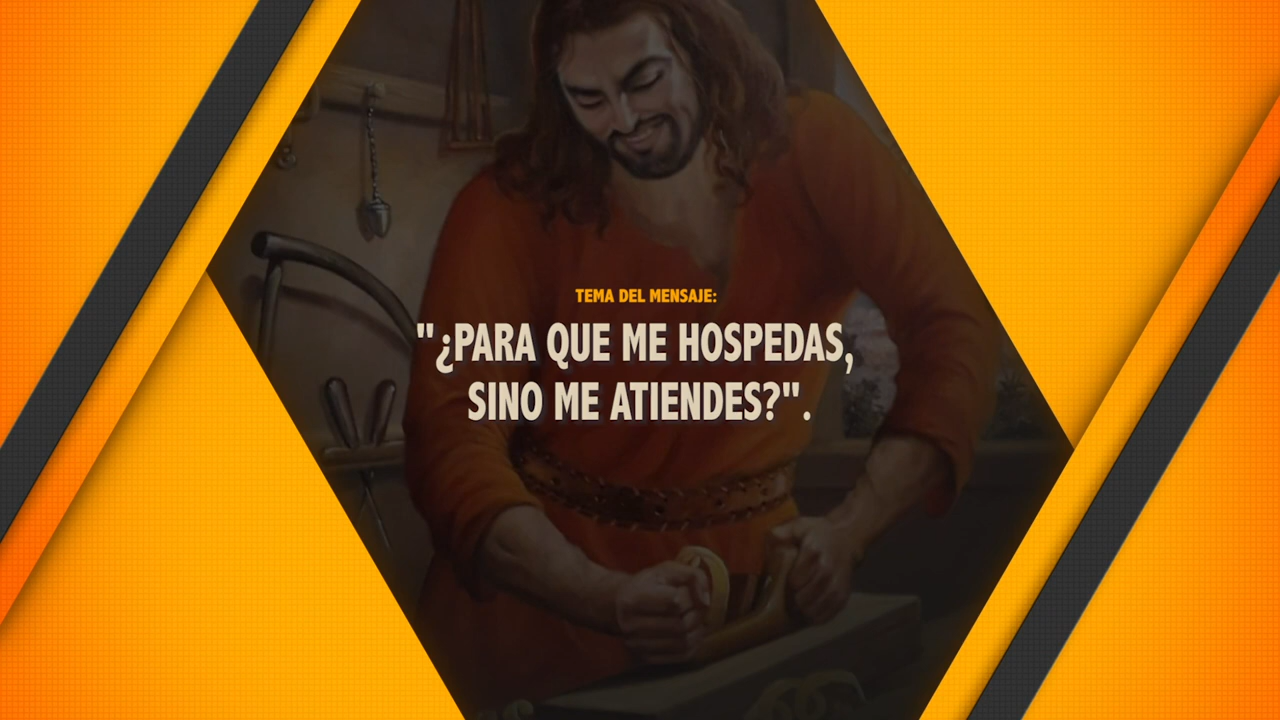 TEMA DEL MENSAJE:
"¿PARA QUE ME HOSPEDAS,
SINO ME ATIENDES?".